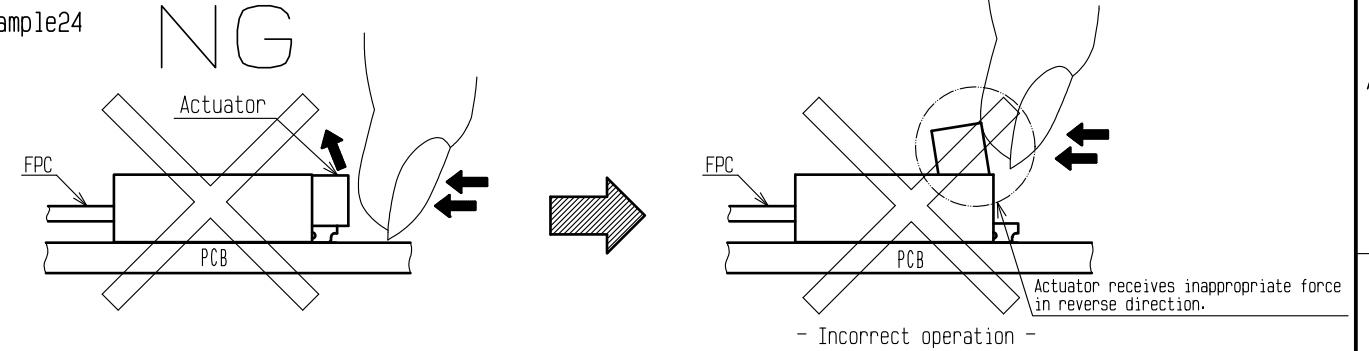 ample24
NG
Actuator
FPC
PCB
FPC
PCB
Actuator receives inappropriate force
in reverse direction.
- Incorrect operation -